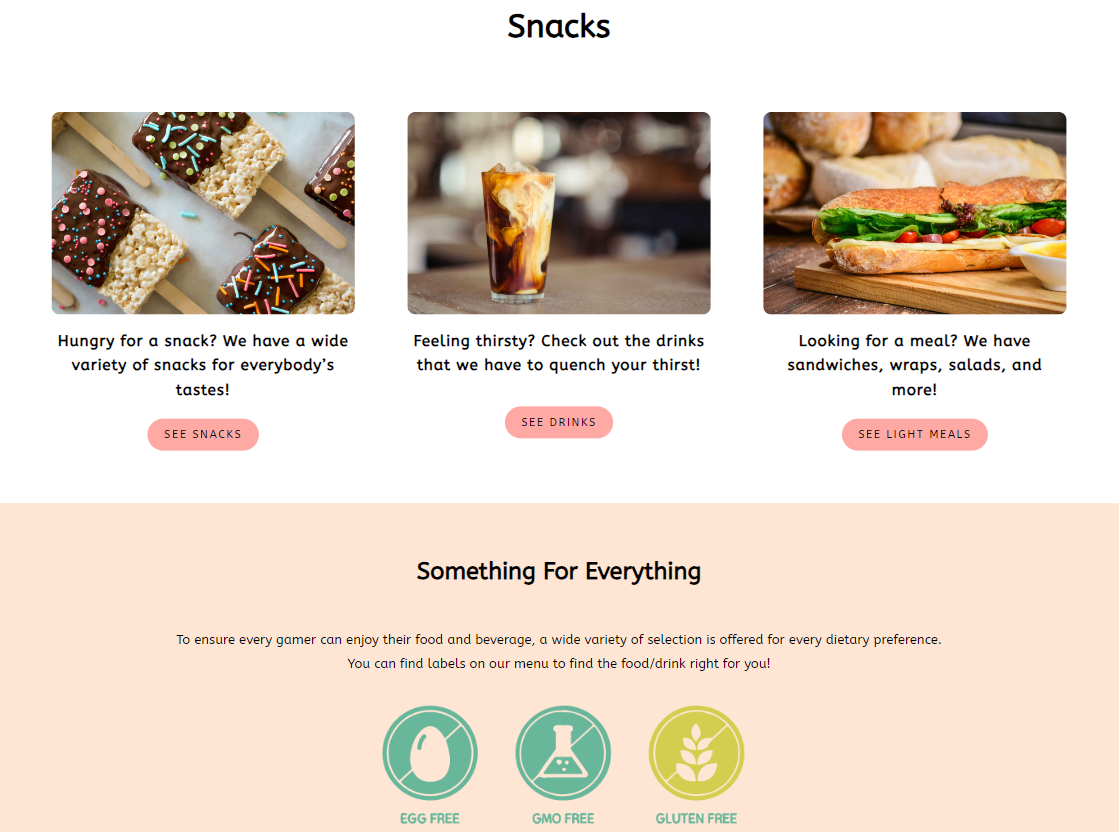 Snacks
Hungry for a snack? We have a wide
variety of snacks for everybody’s
tastes!
SEE SNACKS
Feeling thirsty? Check out the drinks
that we have to quench your thirst!
SEE DRINKS
Looking for a meal? We have
sandwiches, wraps, salads, and
more!
SEE LIGHT MEALS
Something For Everything
To ensure every gamer can enjoy their food and beverage, a wide variety of selection is offered for every dietary preference.
You can find labels on our menu to find the food/drink right for you!
EGG FREE
GMO FREE
GLUTEN FREE